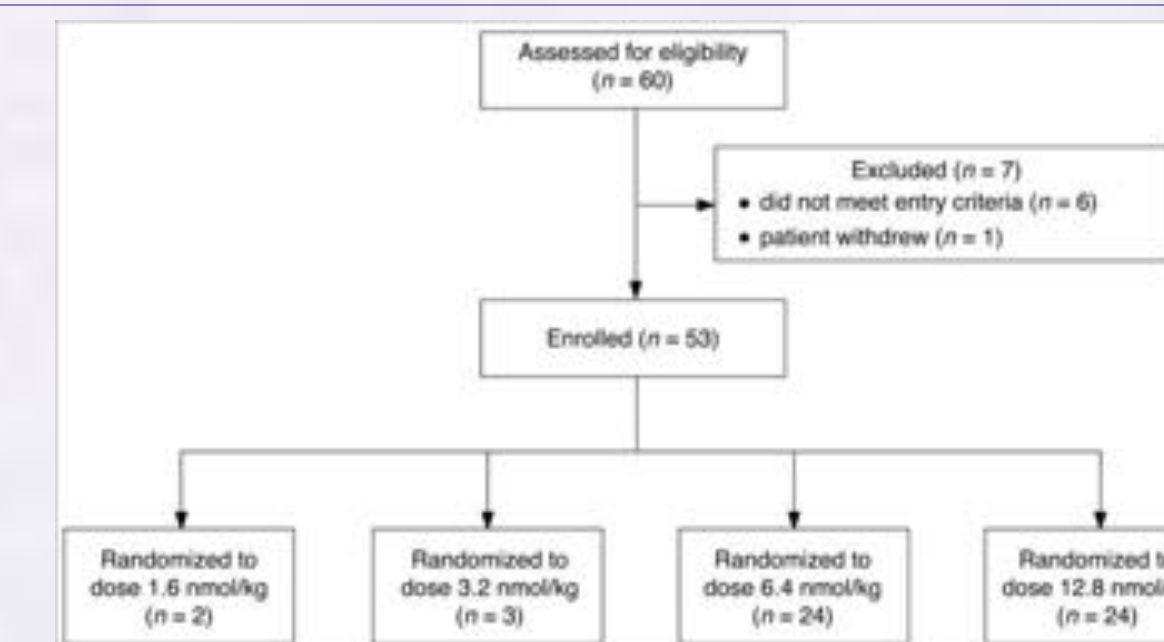 Assessed for eligibility
(n = 60)
Excluded (n = 7)
• did not meet entry criteria (n = 6)
• patient withdrew (n = 1)
Enrolled (n = 53)
Randomized to
dose 1.6 nmol/kg
(n = 2)
Randomized to
dose 3.2 nmol/kg
(n = 3)
Randomized to
dose 6.4 nmol/kg
(n = 24)
Randomized
dose 12.8
(n = 24)